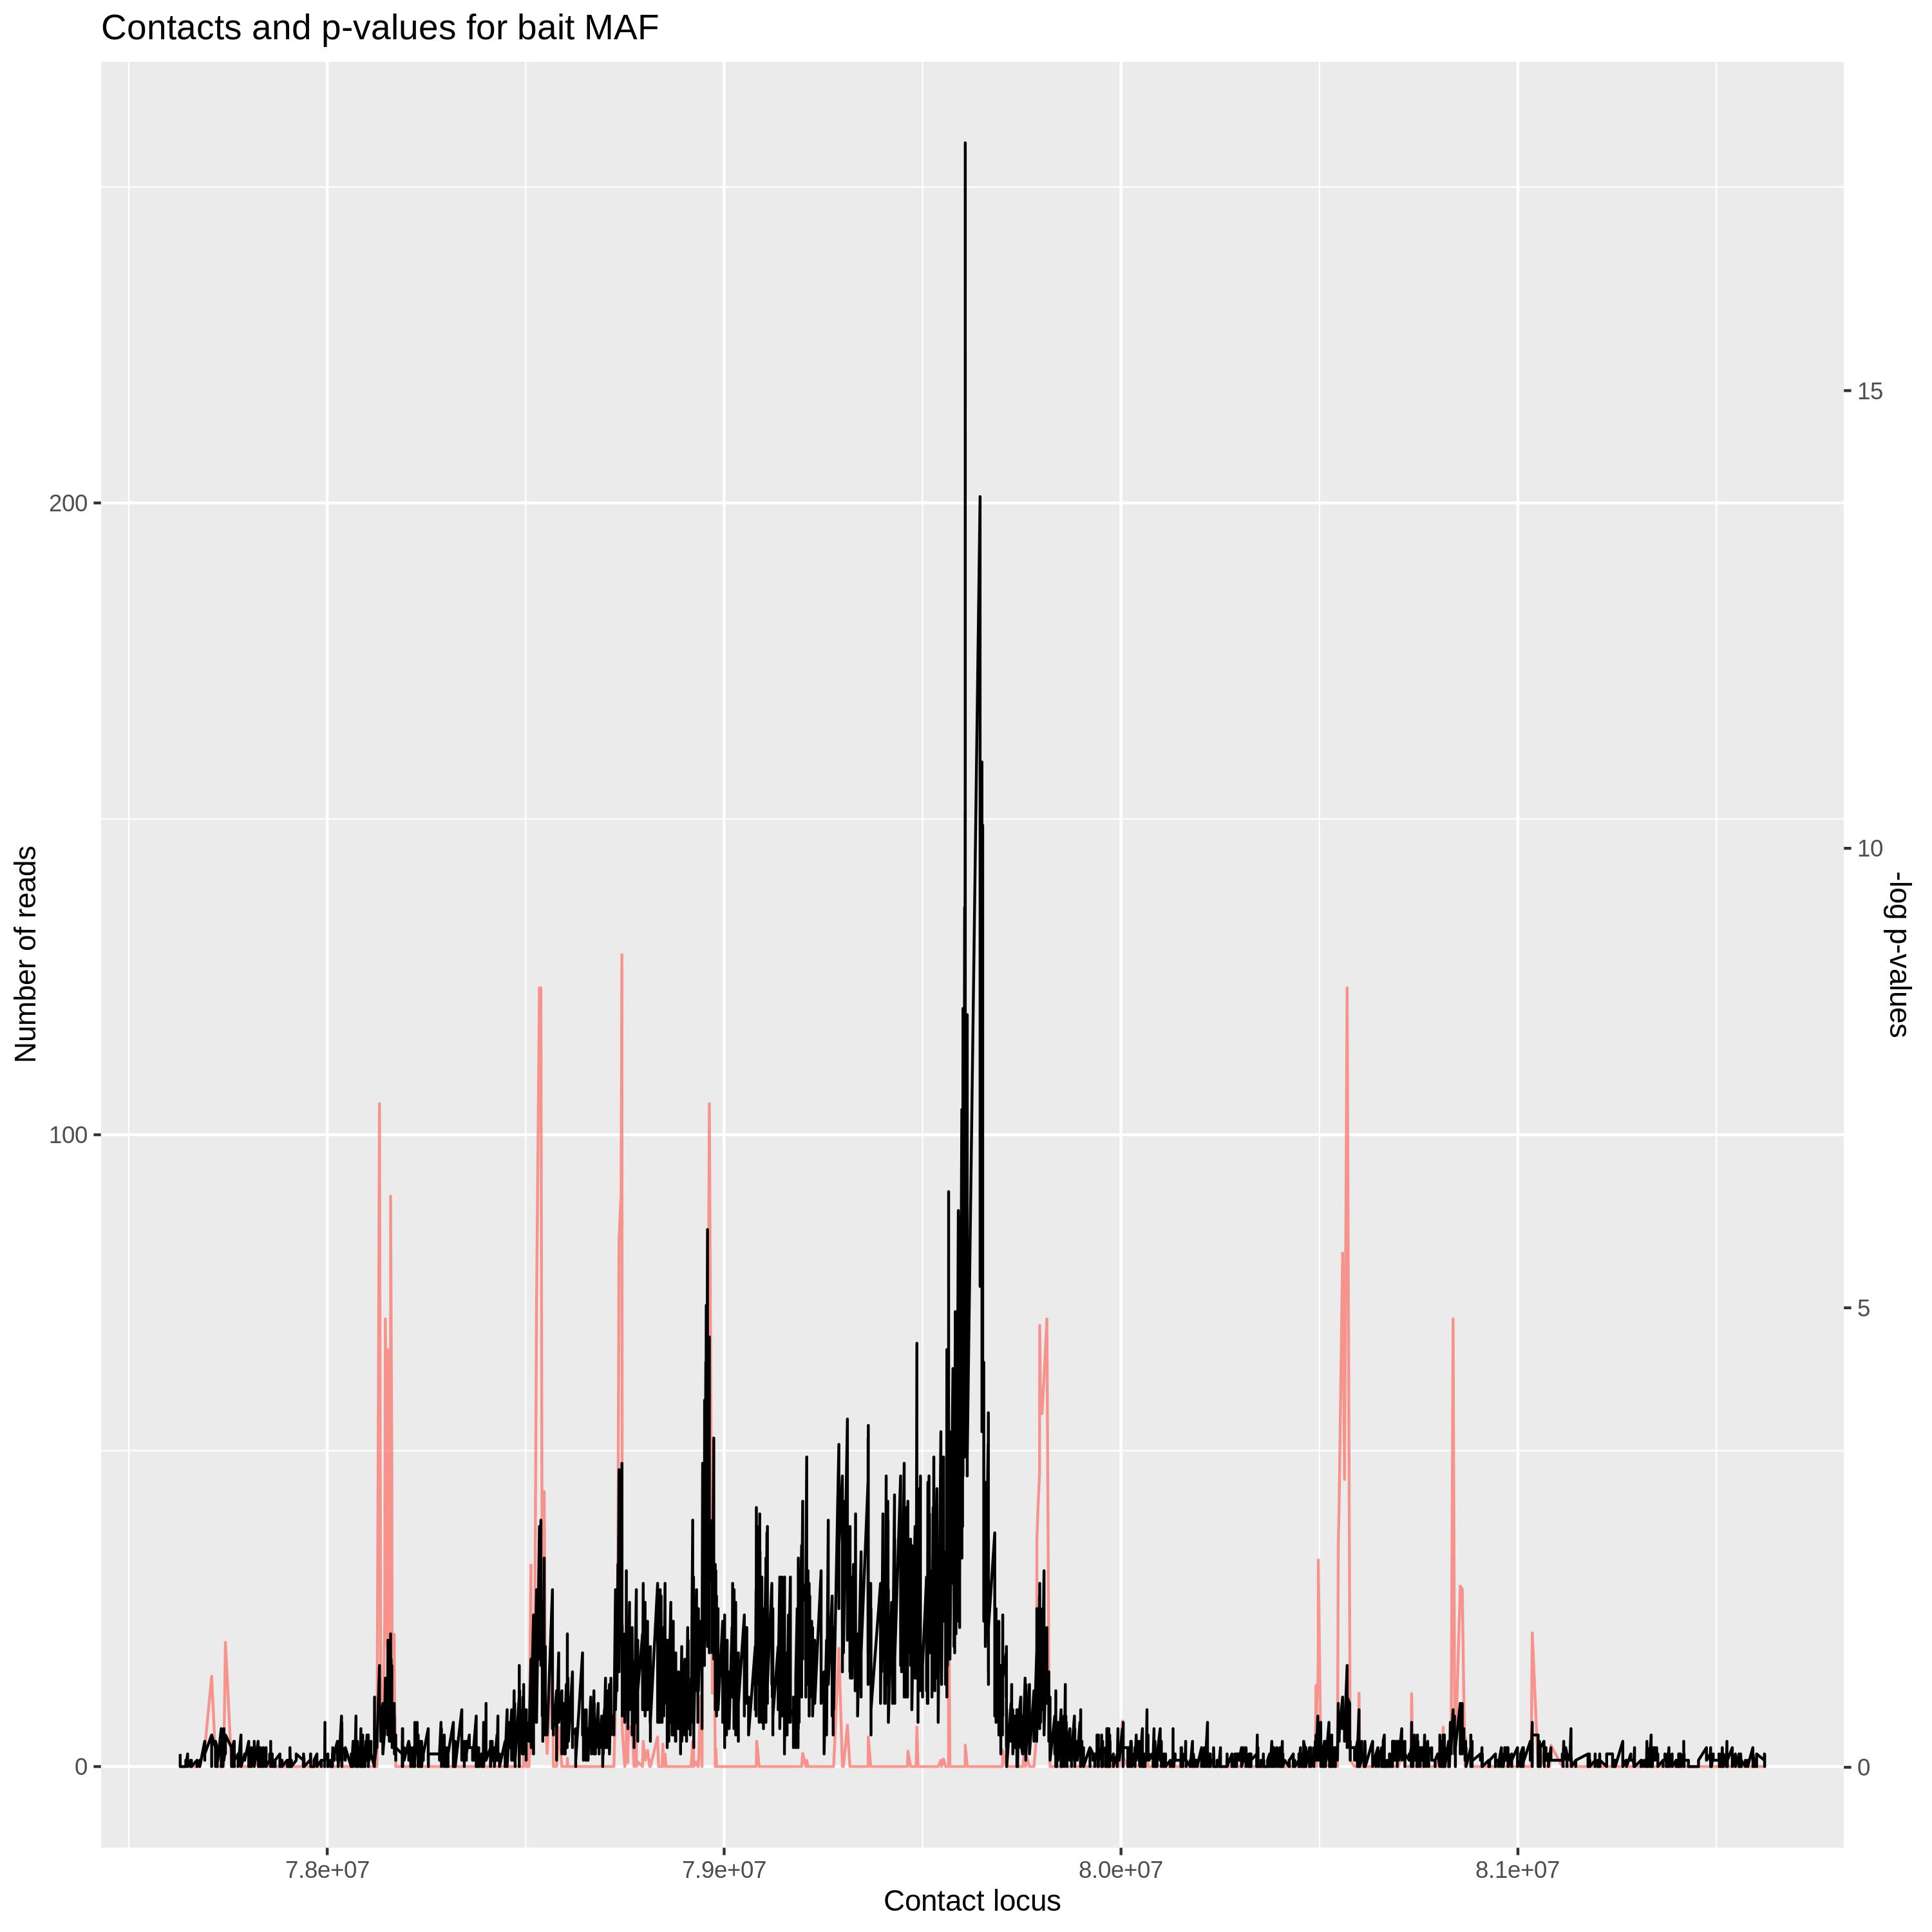 Contacts and p-values for bait MAF
Number of reads
200
100
0
15
10
5
0
-log p-values
7.8e+07
7.9e+07
8.0e+07
8.1e+07
Contact locus